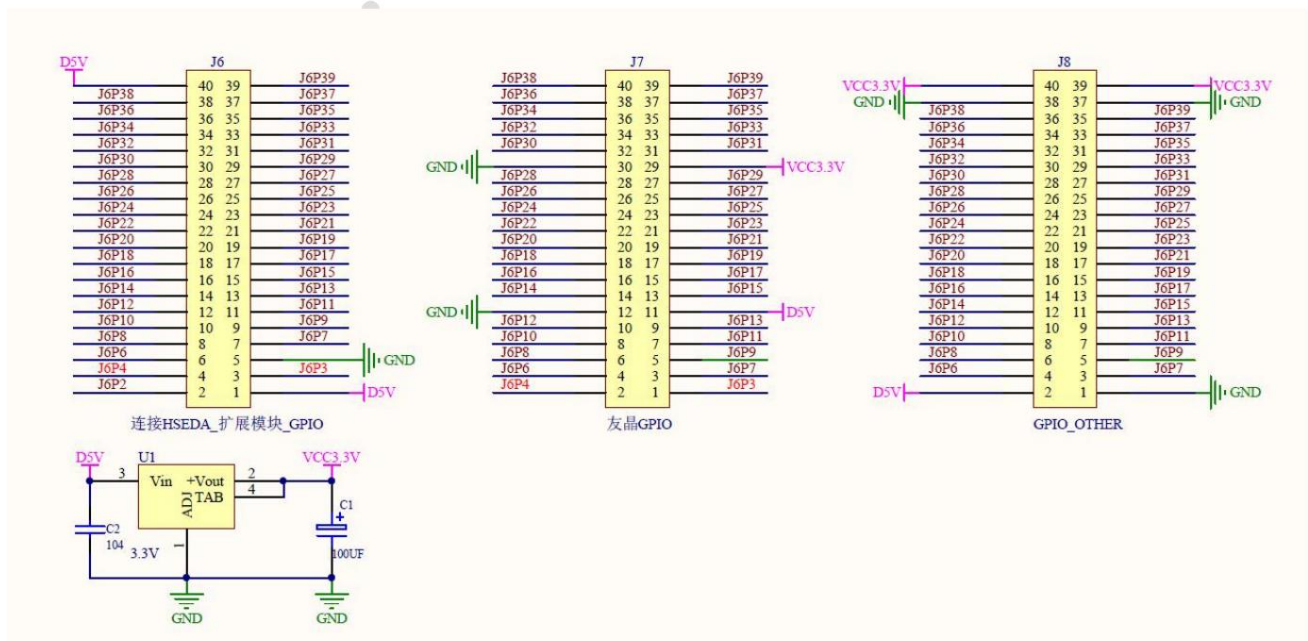 J6
D5V
40 39 J6P39
J6P38 38 37 J6P37
J6P36 36 35 J6P35
J6P34 34 33 J6P33
J6P32 32 31 J6P31
J6P30 30 29 J6P29
J6P28 28 27 J6P27
J6P26 26 25 J6P25
J6P24 24 23 J6P23
J6P22 22 21 J6P21
J6P20 20 19 J6P19
J6P18 18 17 J6P17
J6P16 16 15 J6P15
J6P14 14 13 J6P13
J6P12 12 11 J6P11
J6P10 10 9 J6P9
J6P8 8 7 J6P7
J6P6 6 5 GND
J6P4 4 3 J6P3
J6P2 2 1 D5V
连接HSEDA_扩展模块_GPIO
J7
J6P38 40 39 J6P39
J6P36 38 37 J6P37
J6P34 36 35 J6P35
J6P32 34 33 J6P33
J6P30 32 31 J6P31
GND 30 29 VCC3.3V
J6P28 28 27 J6P29
J6P26 26 25 J6P27
J6P24 24 23 J6P25
J6P22 22 21 J6P23
J6P20 20 19 J6P21
J6P18 18 17 J6P19
J6P16 16 15 J6P17
J6P14 14 13 J6P15
GND 12 11 D5V
J6P12 10 9 J6P13
J6P10 8 7 J6P11
J6P8 6 5 J6P9
J6P6 4 3 J6P7
J6P4 2 1 J6P3
友晶GPIO
J8
VCC3.3V 40 39 VCC3.3V
GND 38 37 GND
J6P38 36 35 J6P39
J6P36 34 33 J6P37
J6P34 32 31 J6P35
J6P32 30 29 J6P33
J6P30 28 27 J6P31
J6P28 26 25 J6P29
J6P26 24 23 J6P27
J6P24 22 21 J6P25
J6P22 20 19 J6P23
J6P20 18 17 J6P21
J6P18 16 15 J6P19
J6P16 14 13 J6P17
J6P14 12 11 J6P15
J6P12 10 9 J6P13
J6P10 8 7 J6P11
J6P8 6 5 J6P9
J6P6 4 3 J6P7
D5V 2 1 GND
GPIO_OTHER
D5V U1 VCC3.3V
3 Vin +Vout 2
TAB 4
ADJ
1
C1
+
C2
104
3.3V
100UF
GND
GND